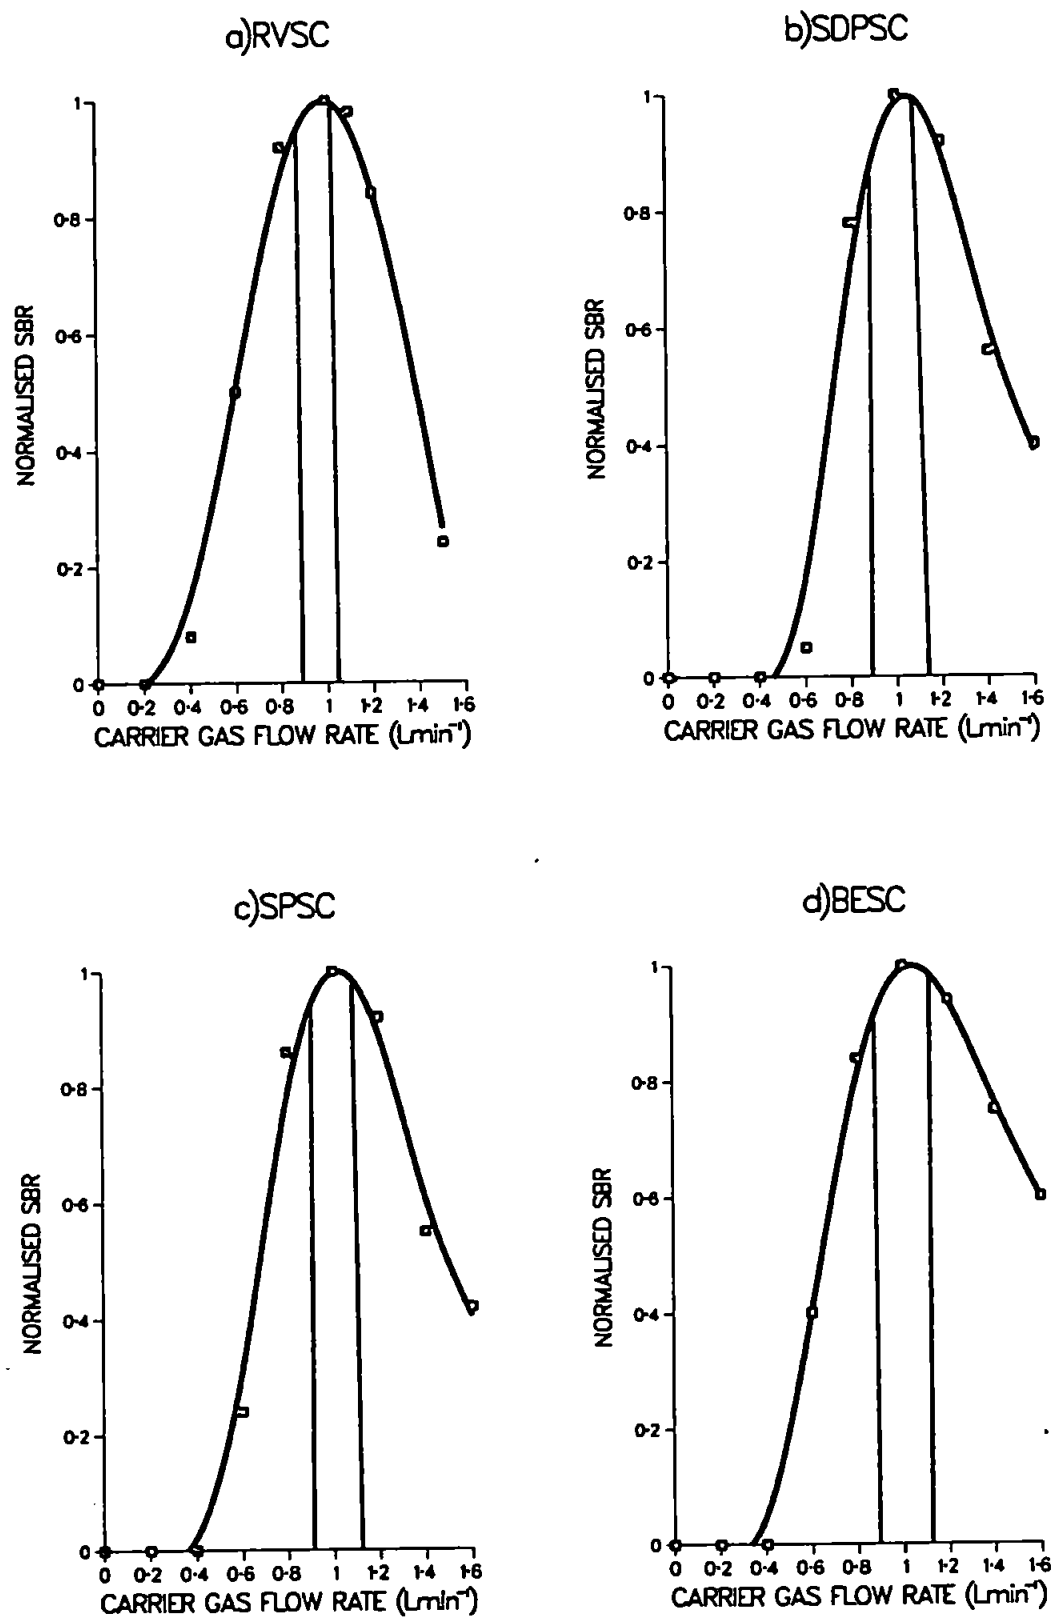 a)RVSC
NORMALISED SBR
1
0·8
0·6
0·4
0·2
0
0 0·2 0·4 0·6 0·8 1 1·2 1·4 1·6
CARRIER GAS FLOW RATE (Lmin⁻¹)
b)SDPSC
NORMALISED SBR
1
0·8
0·6
0·4
0·2
0
0 0·2 0·4 0·6 0·8 1 1·2 1·4 1·6
CARRIER GAS FLOW RATE (Lmin⁻¹)
c)SPSC
NORMALISED SBR
1
0·8
0·6
0·4
0·2
0
0 0·2 0·4 0·6 0·8 1 1·2 1·4 1·6
CARRIER GAS FLOW RATE (Lmin⁻¹)
d)BESC
NORMALISED SBR
1
0·8
0·6
0·4
0·2
0
0 0·2 0·4 0·6 0·8 1 1·2 1·4 1·6
CARRIER GAS FLOW RATE (Lmin⁻¹)